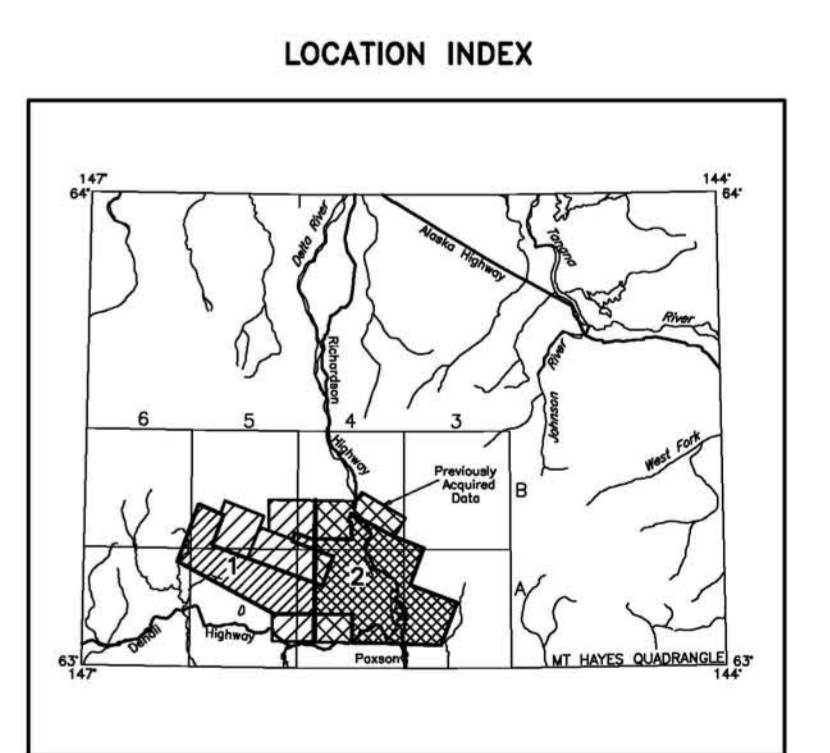 LOCATION INDEX
147°
144°
64°
64°
Delta River
Alaska Highway
Tanana
River
Richardson
River
Johnson
6
5
4
3
Highway
West Fork
Previously
Acquired
Data
B
1
2
A
Denali
Highway
Paxson
MT HAYES QUADRANGLE
63°
63°
147°
144°